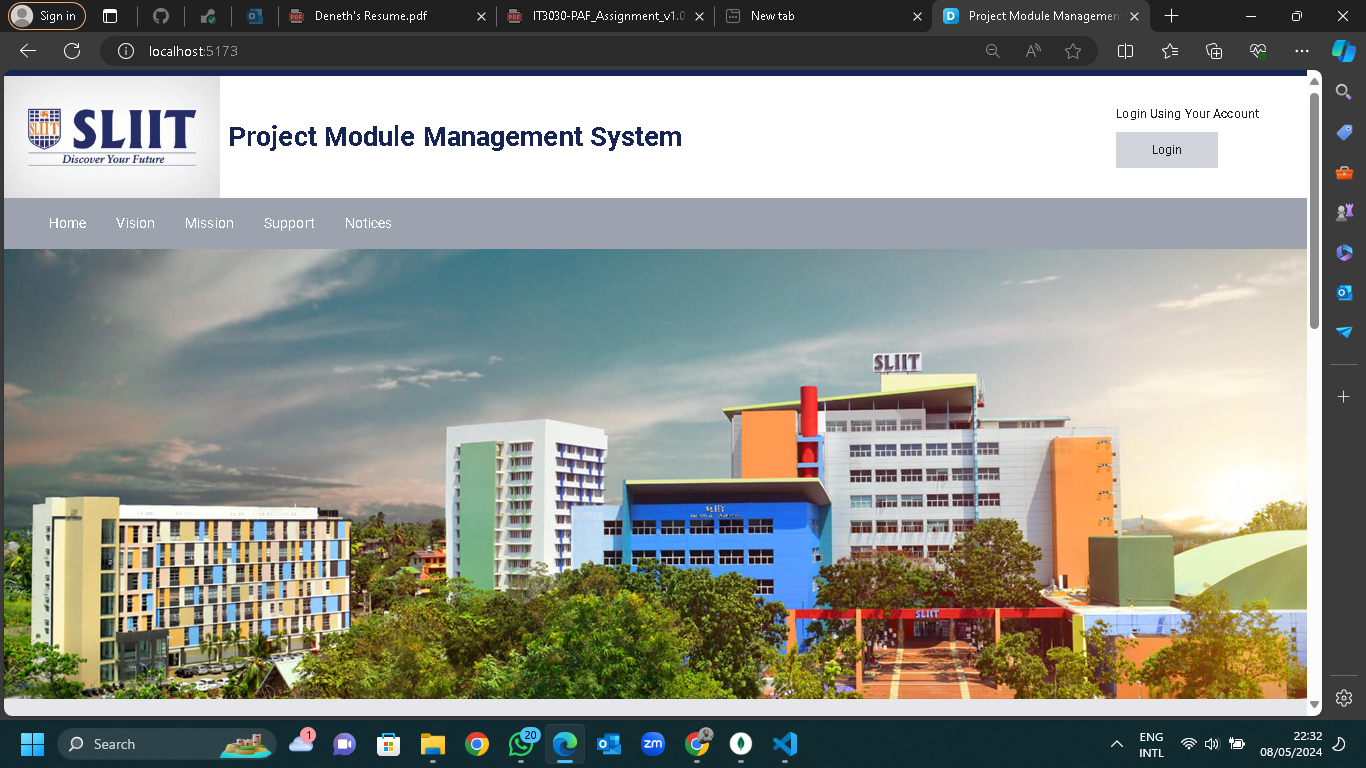 Sign in
Deneth's Resume.pdf
IT3030-PAF_Assignment_v1.0
New tab
Project Module Managemen
localhost:5173
SLIIT
SLIIT
Discover Your Future
Project Module Management System
Login Using Your Account
Login
Home
Vision
Mission
Support
Notices
SLIIT
SLIIT
SLIIT
Search
1
20
zm
ENG
INTL
22:32
08/05/2024